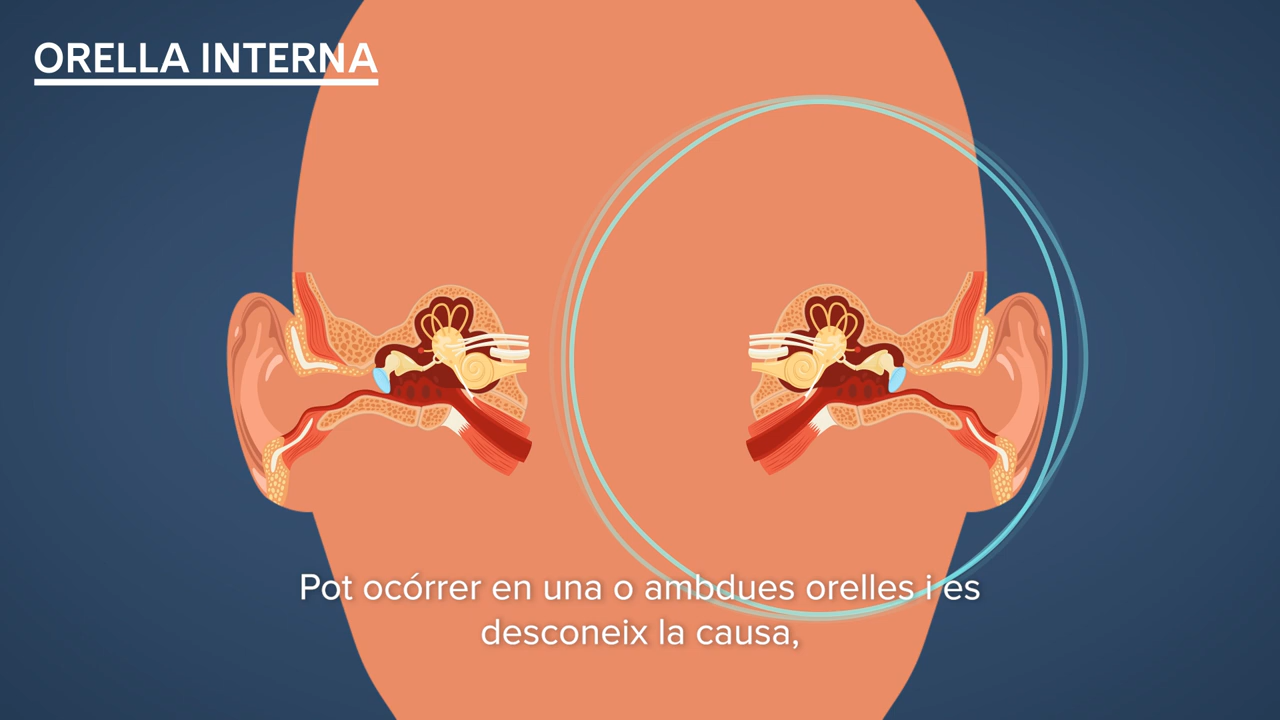 ORELLA INTERNA
Pot ocórrer en una o ambdues orelles i es
desconeix la causa,